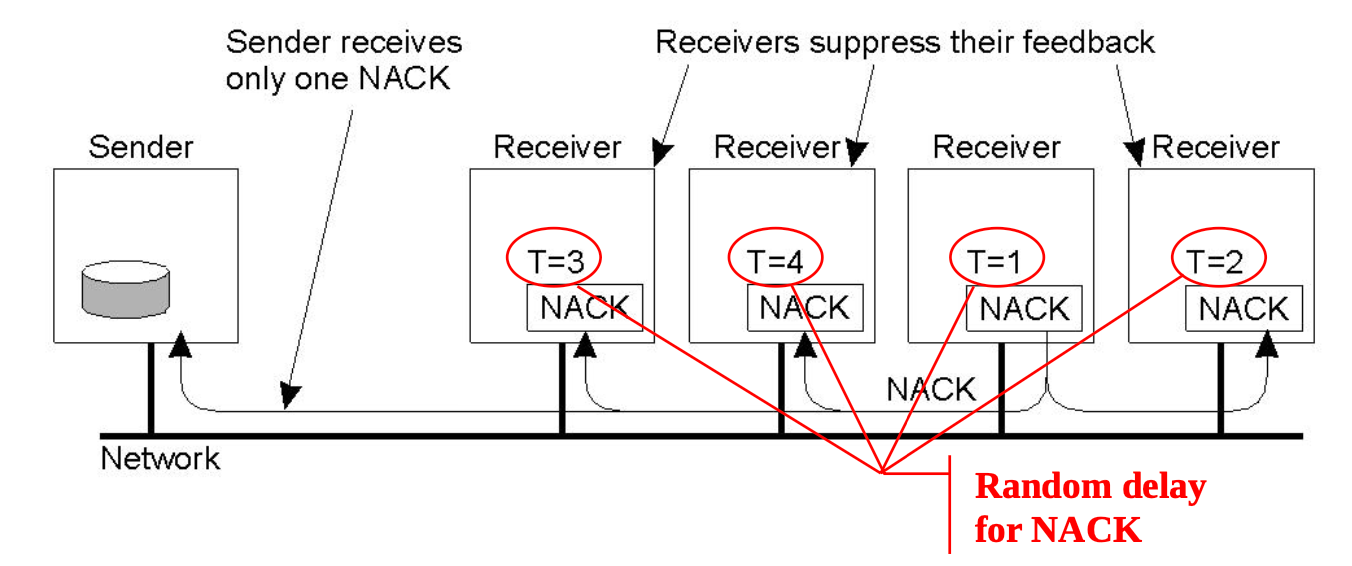 Sender receives
only one NACK
Receivers suppress their feedback
Sender
Receiver
Receiver
Receiver
Receiver
T=3
T=4
T=1
T=2
NACK
NACK
NACK
NACK
NACK
Network
Random delay
for NACK